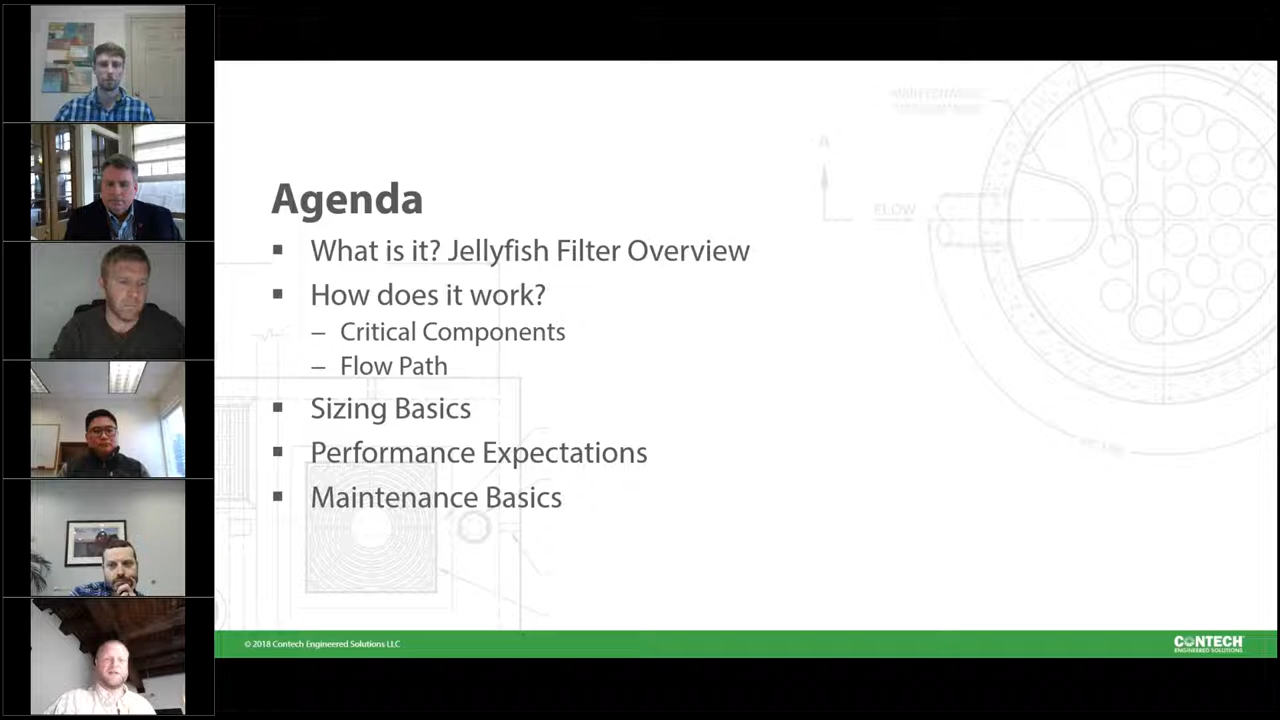 Agenda
▪ What is it? Jellyfish Filter Overview
▪ How does it work?
– Critical Components
– Flow Path
▪ Sizing Basics
▪ Performance Expectations
▪ Maintenance Basics
A
FLOW
© 2018 Contech Engineered Solutions LLC
CONTECH
ENGINEERED SOLUTIONS